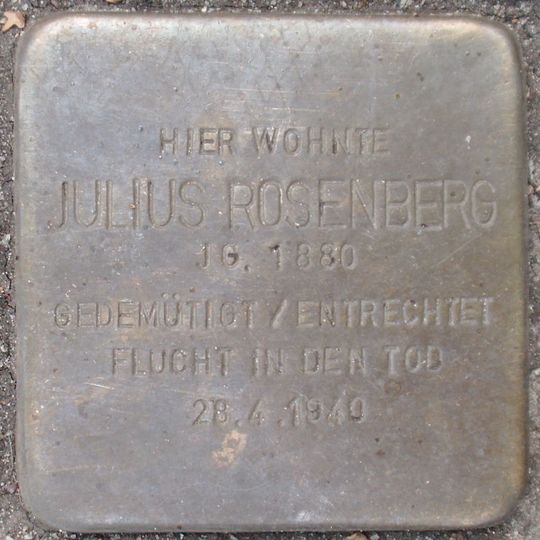 HIER WOHNTE
JULIUS ROSENBERG
JG. 1880
GEDEMÜTIGT / ENTRECHTET
FLUCHT IN DEN TOD
28.4.1940